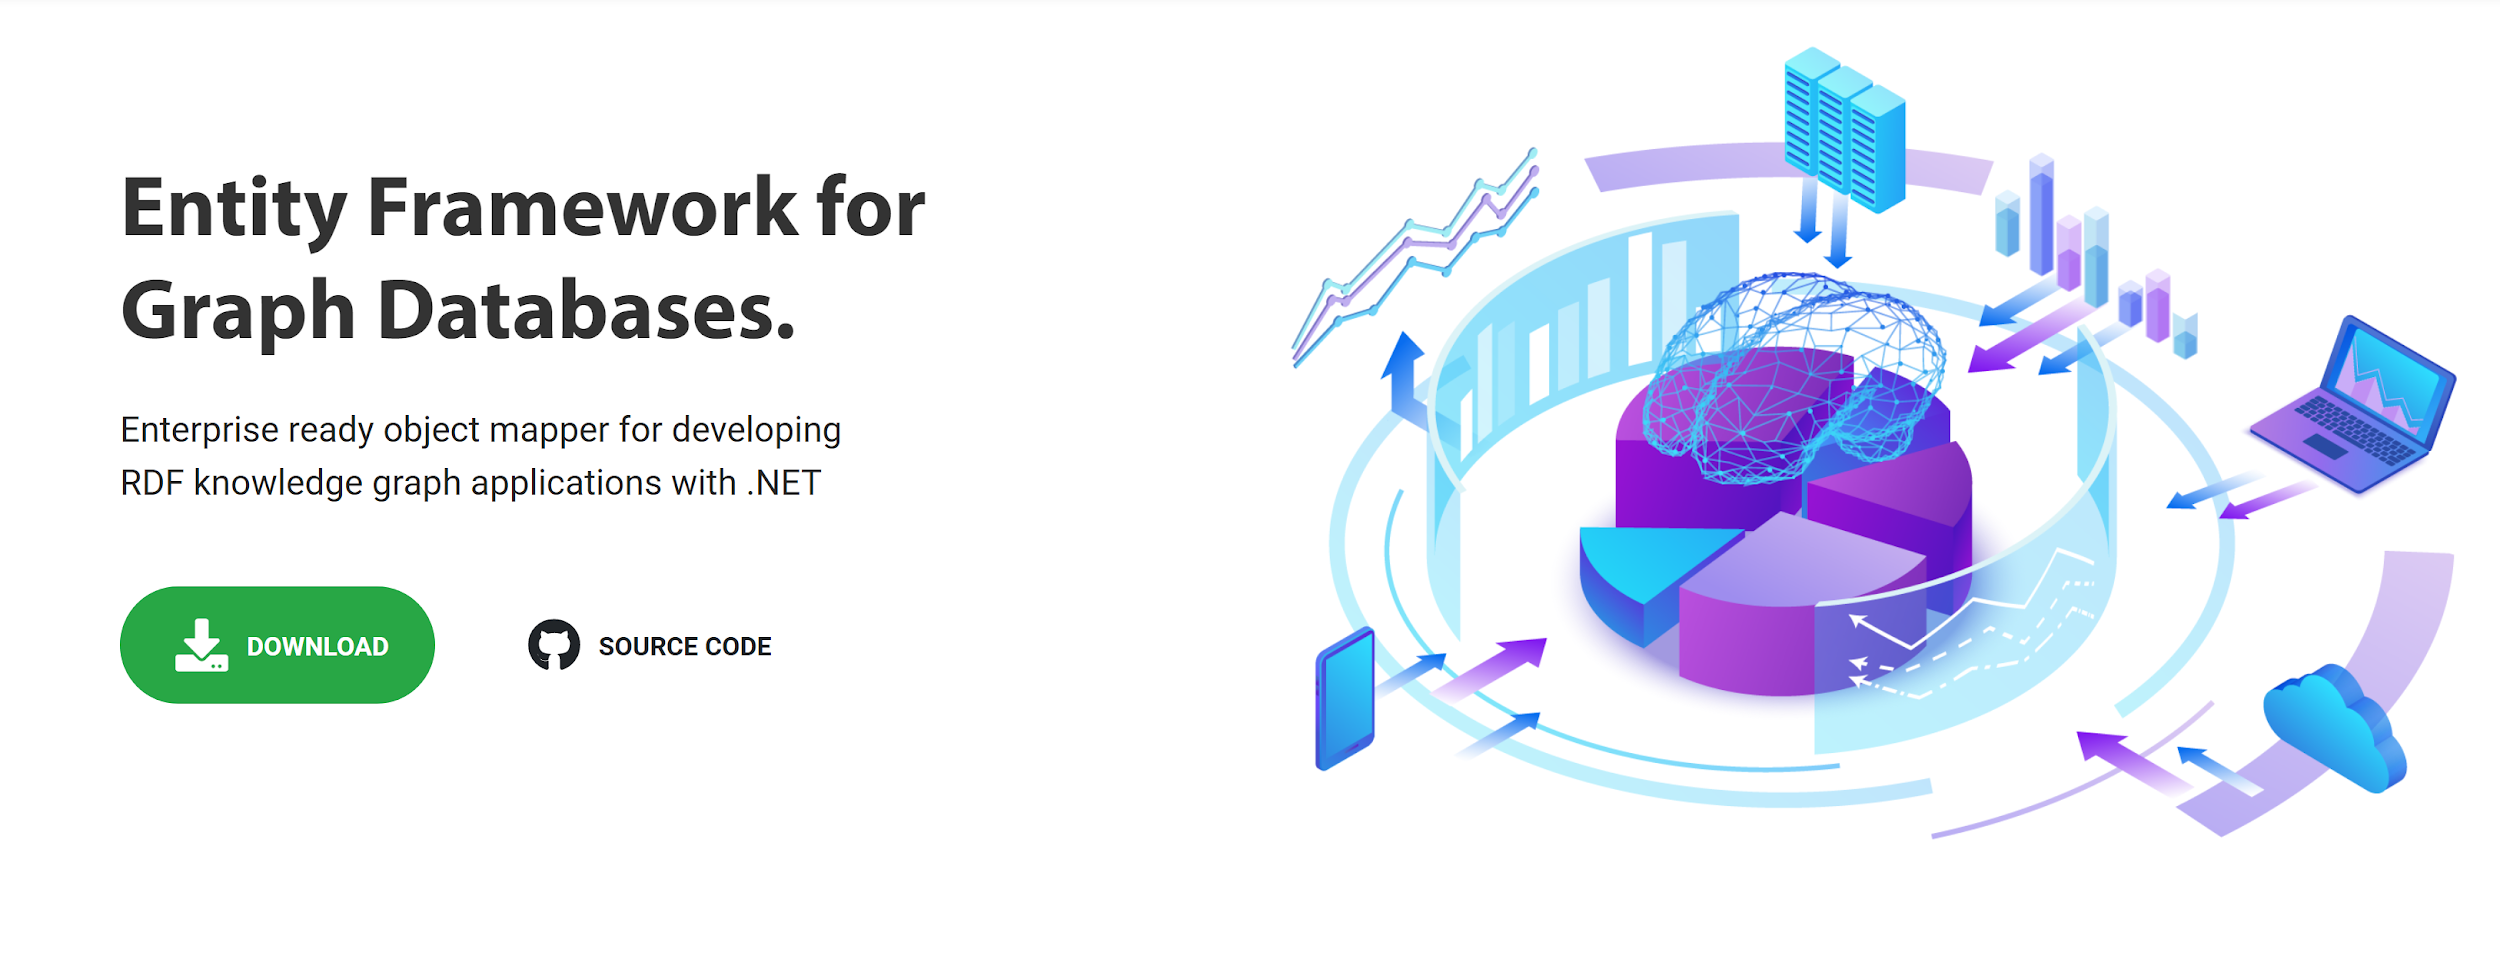 Entity Framework for
Graph Databases.
Enterprise ready object mapper for developing
RDF knowledge graph applications with .NET
DOWNLOAD
SOURCE CODE